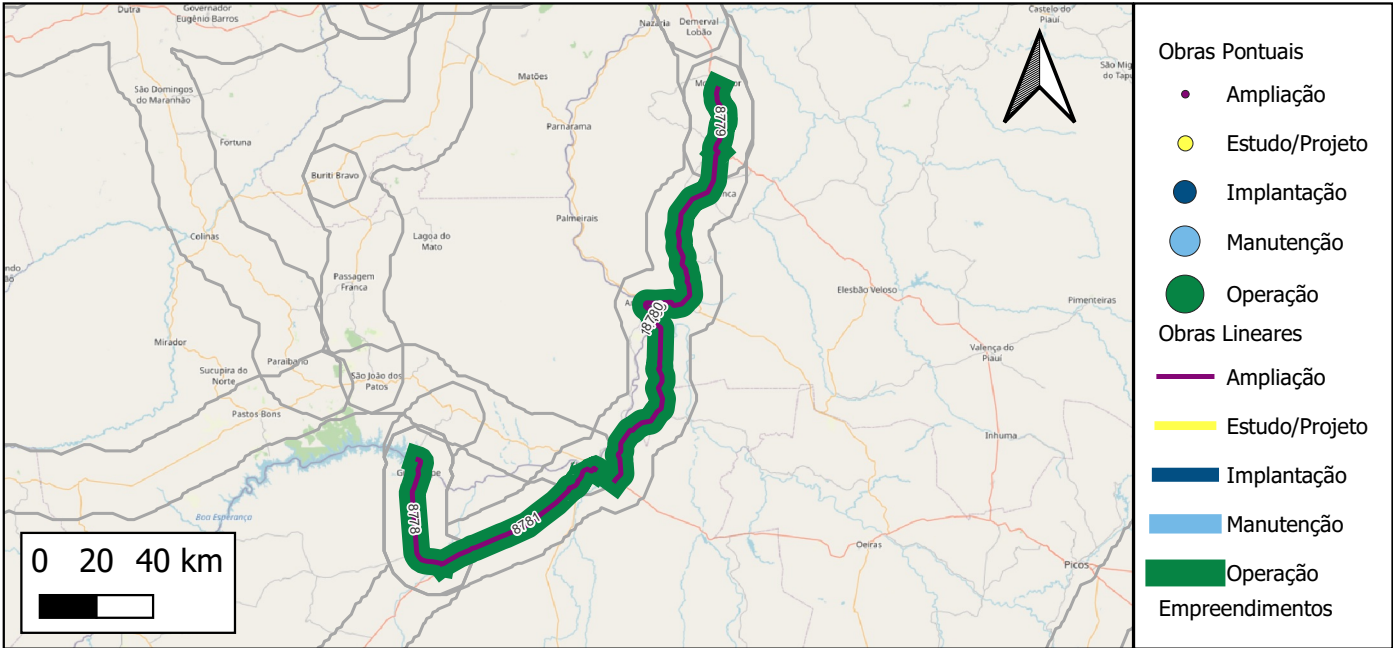 Dutra
Governador
Eugênio Barros
Nazária
Demerval
Lobão
Castelo do
Piauí
São Domingos
do Maranhão
Matões
São Mig
do Tapu
Parnarama
8779
Fortuna
Buriti Bravo
Palmeirais
Colinas
Lagoa do
Mato
Passagem
Franca
Elesbão Veloso
Pimenteiras
Mirador
Valença do
Piauí
Paraibano
Sucupira do
Norte
São João dos
Patos
Pastos Bons
Inhuma
Boa Esperança
8778
8781
8780
Oeiras
Picos
0 20 40 km
Obras Pontuais
Ampliação
Estudo/Projeto
Implantação
Manutenção
Operação
Obras Lineares
Ampliação
Estudo/Projeto
Implantação
Manutenção
Operação
Empreendimentos